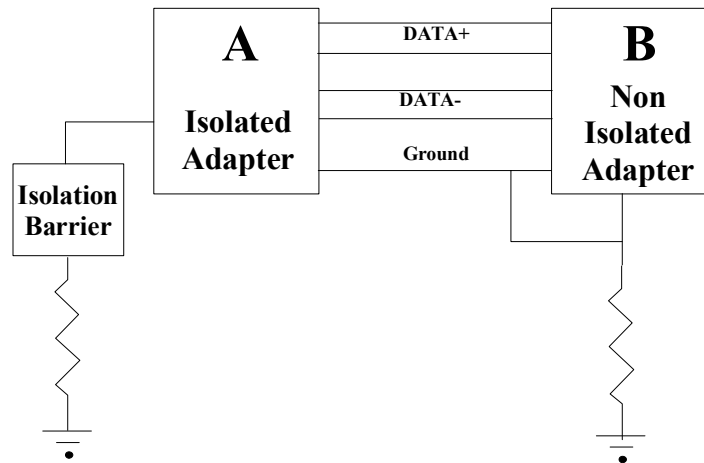 A
Isolated
Adapter
DATA+
DATA-
Ground
B
Non
Isolated
Adapter
Isolation
Barrier